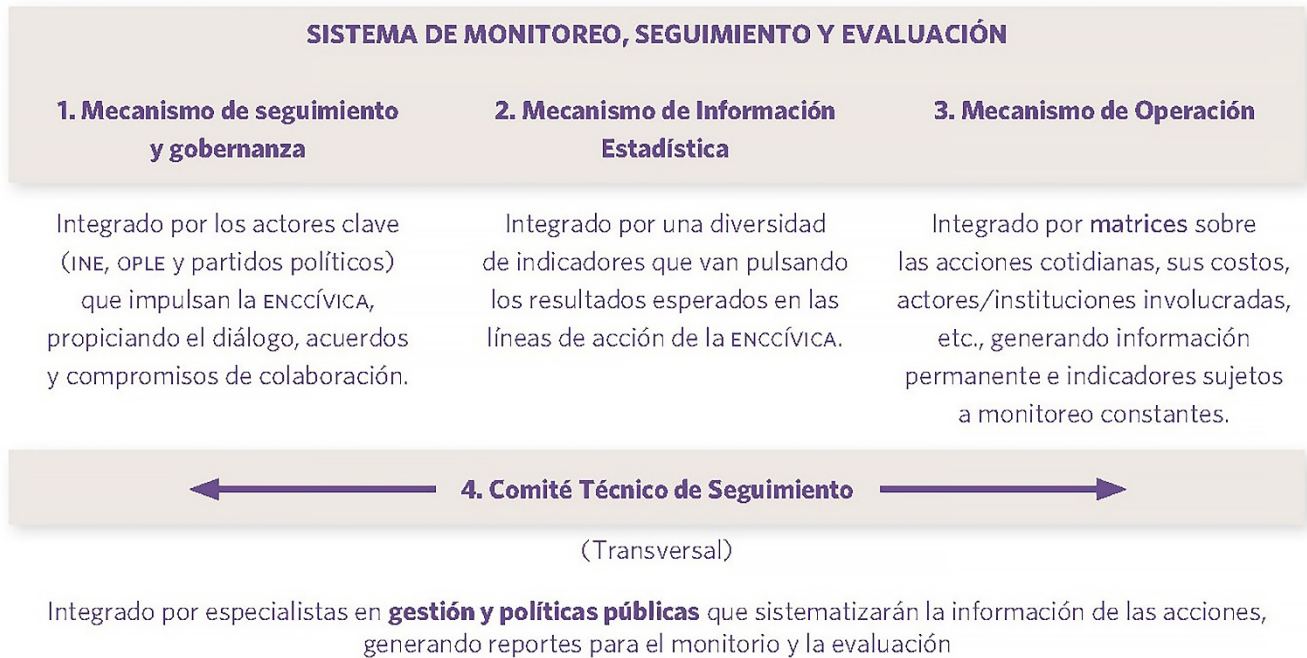 SISTEMA DE MONITOREO, SEGUIMIENTO Y EVALUACIÓN
1. Mecanismo de seguimiento
y gobernanza
2. Mecanismo de Información
Estadística
3. Mecanismo de Operación
Integrado por los actores clave
(INE, OPLE y partidos políticos)
que impulsan la ENCCÍVICA,
propiciando el diálogo, acuerdos
y compromisos de colaboración.
Integrado por una diversidad
de indicadores que van pulsando
los resultados esperados en las
líneas de acción de la ENCCÍVICA.
Integrado por matrices sobre
las acciones cotidianas, sus costos,
actores/instituciones involucradas,
etc., generando información
permanente e indicadores sujetos
a monitoreo constantes.
4. Comité Técnico de Seguimiento
(Transversal)
Integrado por especialistas en gestión y políticas públicas que sistematizarán la información de las acciones,
generando reportes para el monitorio y la evaluación